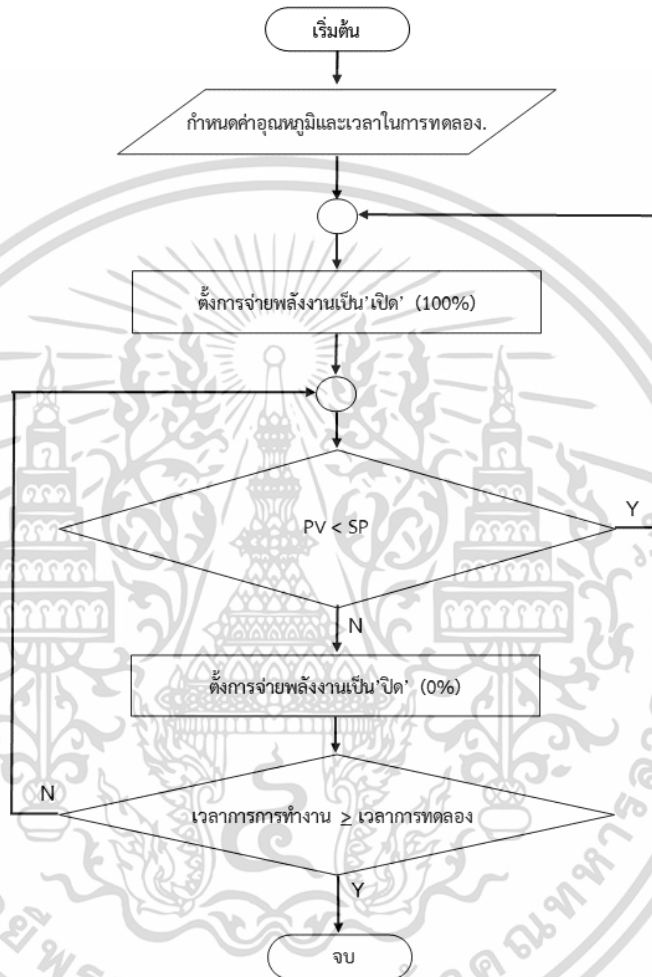 เริ่มต้น
กำหนดค่าอุณหภูมิและเวลาในการทดลอง.
ตั้งการจ่ายพลังงานเป็น'เปิด' (100%)
PV < SP
Y
N
ตั้งการจ่ายพลังงานเป็น'ปิด' (0%)
N
เวลาการการทำงาน ≥ เวลาการทดลอง
Y
จบ